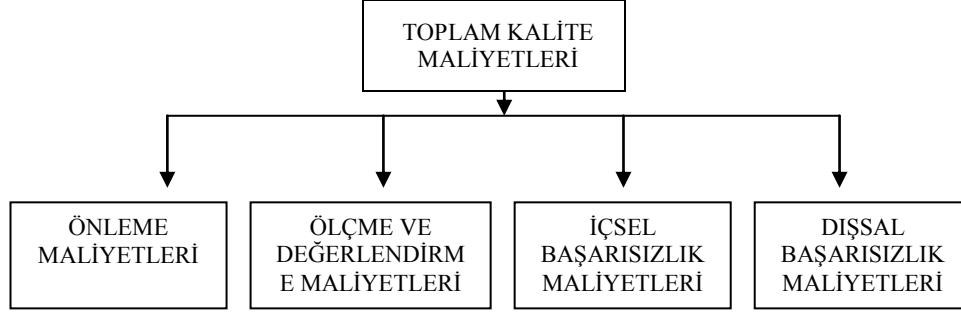 TOPLAM KALİTE
MALİYETLERİ
ÖNLEME
MALİYETLERİ
ÖLÇME VE
DEĞERLENDİRM
E MALİYETLERİ
İÇSEL
BAŞARISIZLIK
MALİYETLERİ
DIŞSAL
BAŞARISIZLIK
MALİYETLERİ